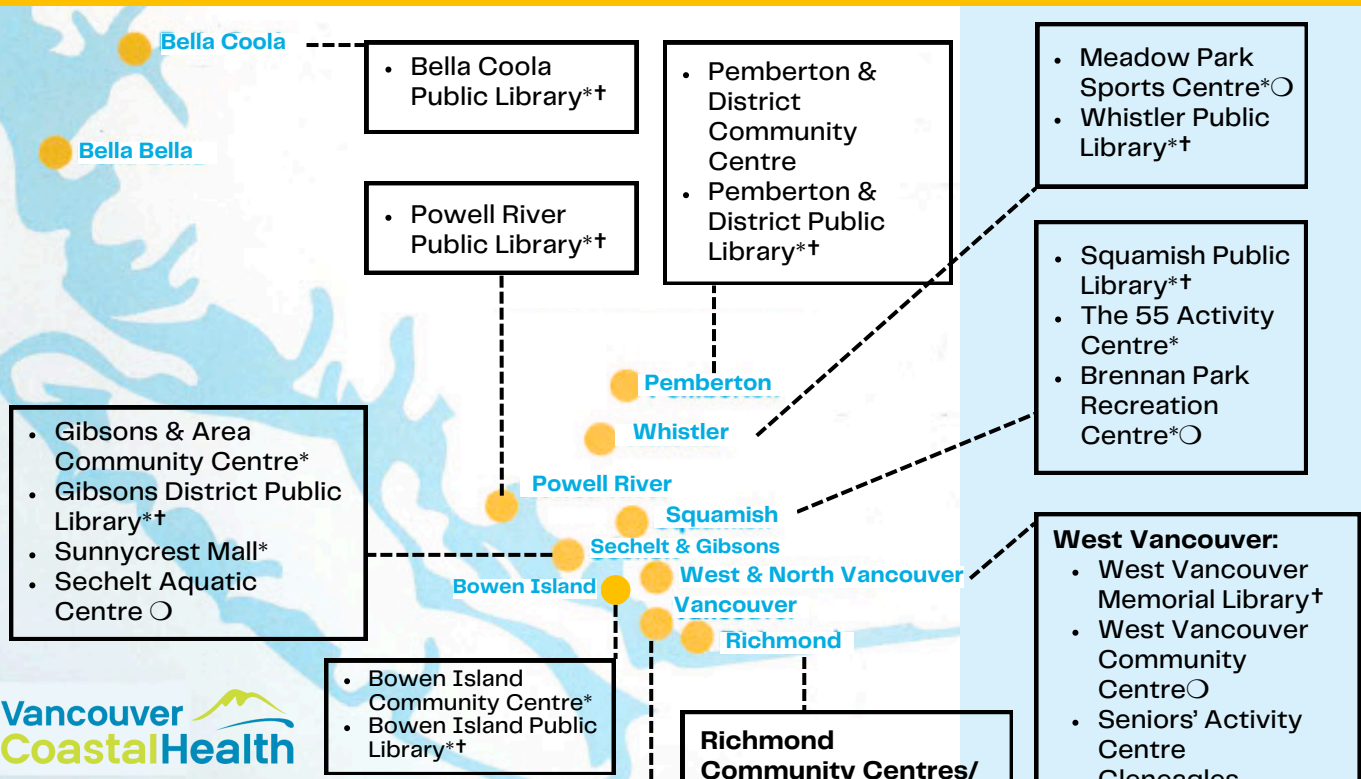 Bella Coola
• Bella Coola
Public Library*†
Bella Bella
• Powell River
Public Library*†
• Pemberton &
District
Community
Centre
• Pemberton &
District Public
Library*†
• Meadow Park
Sports Centre*❍
• Whistler Public
Library*†
• Squamish Public
Library*†
• The 55 Activity
Centre*
• Brennan Park
Recreation
Centre*❍
Pemberton
Whistler
Powell River
Squamish
Sechelt & Gibsons
West & North Vancouver
Bowen Island
Vancouver
Richmond
• Gibsons & Area
Community Centre*
• Gibsons District Public
Library*†
• Sunnycrest Mall*
• Sechelt Aquatic
Centre ❍
West Vancouver:
• West Vancouver
Memorial Library†
• West Vancouver
Community
Centre❍
• Seniors' Activity
Centre
• Gleneagles
• Bowen Island
Community Centre*
• Bowen Island Public
Library*†
Richmond
Community Centres/
Vancouver
CoastalHealth